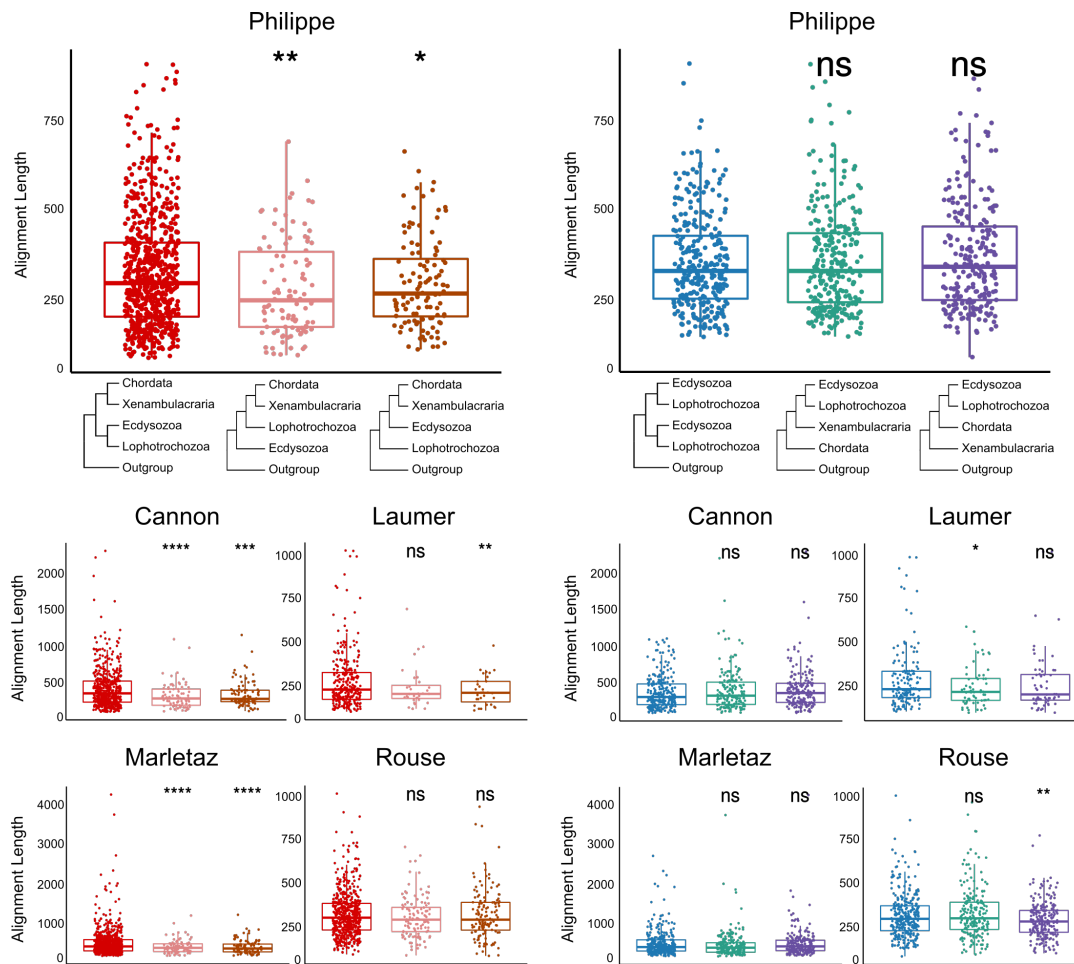 Philippe
** *
Alignment Length
750
500
250
0
Chordata
Xenambulacraria
Ecdysozoa
Lophotrochozoa
Outgroup
Chordata
Xenambulacraria
Lophotrochozoa
Ecdysozoa
Outgroup
Chordata
Xenambulacraria
Ecdysozoa
Lophotrochozoa
Outgroup
Philippe
ns ns
Alignment Length
750
500
250
0
Ecdysozoa
Lophotrochozoa
Ecdysozoa
Lophotrochozoa
Outgroup
Ecdysozoa
Lophotrochozoa
Xenambulacraria
Chordata
Outgroup
Ecdysozoa
Lophotrochozoa
Chordata
Xenambulacraria
Outgroup
Cannon
**** ***
Alignment Length
2000
1500
1000
500
0
Laumer
ns **
1000
750
500
250
0
Cannon
ns ns
Alignment Length
2000
1500
1000
500
0
Laumer
* ns
1000
750
500
250
Marletaz
**** ****
Alignment Length
4000
3000
2000
1000
0
Rouse
ns ns
1000
750
500
250
0
Marletaz
ns ns
Alignment Length
4000
3000
2000
1000
0
Rouse
ns **
1000
750
500
250
0